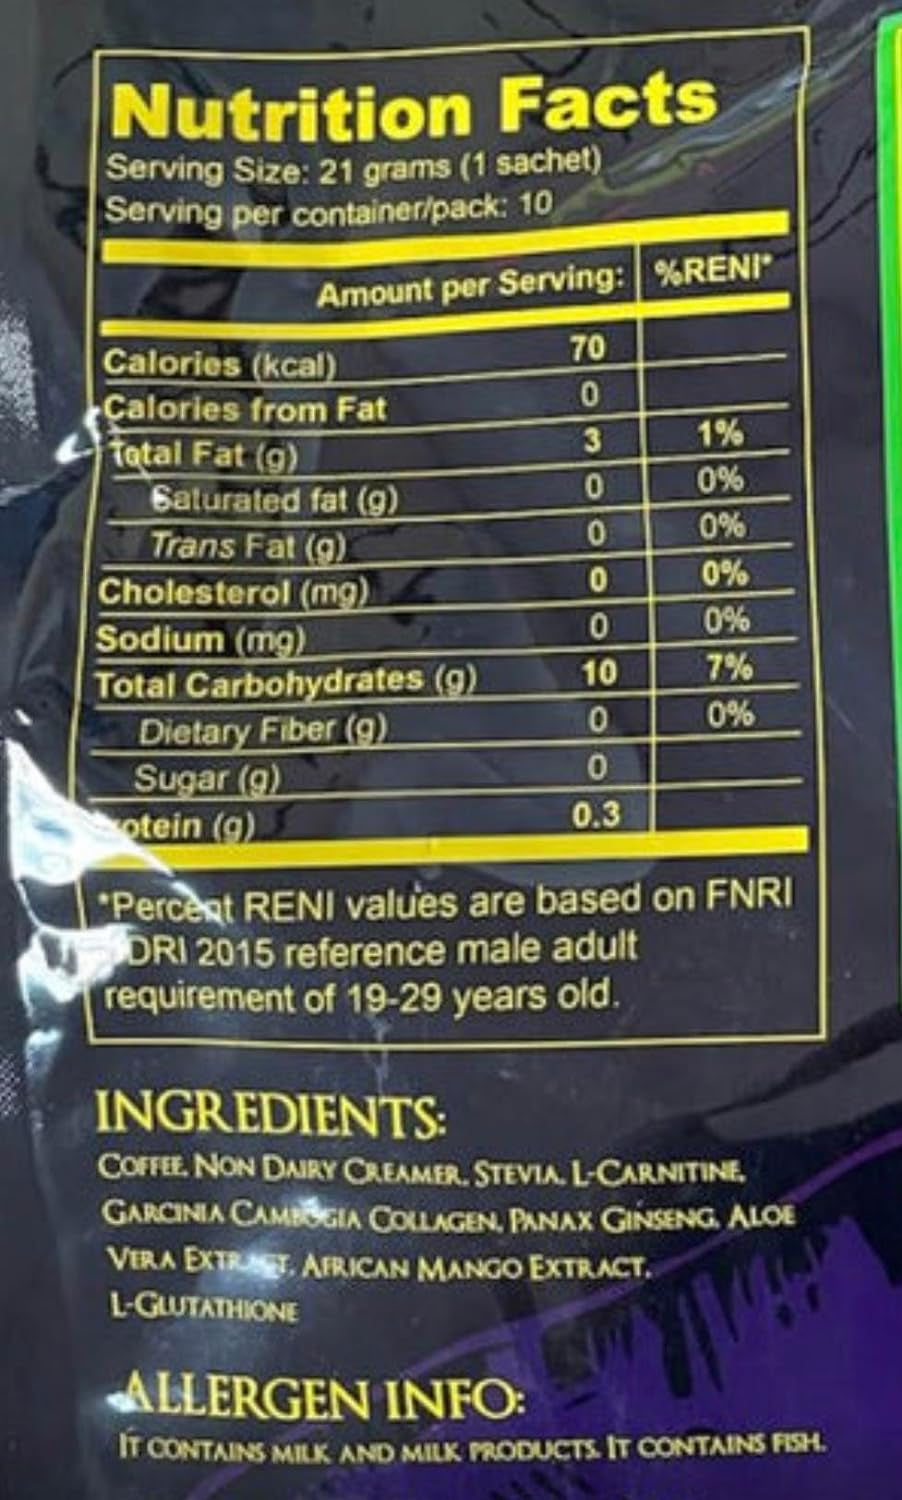 Nutrition Facts
Serving Size: 21 grams (1 sachet)
Serving per container/pack: 10
Amount per Serving: %RENI*
Calories (kcal) 70
Calories from Fat 0
Total Fat (g) 3 1%
Saturated fat (g) 0 0%
Trans Fat (g) 0 0%
Cholesterol (mg) 0 0%
Sodium (mg) 0 0%
Total Carbohydrates (g) 10 7%
Dietary Fiber (g) 0 0%
Sugar (g) 0
Protein (g) 0.3
*Percent RENI values are based on FNRI
DRI 2015 reference male adult
requirement of 19-29 years old.
INGREDIENTS:
COFFEE, NON DAIRY CREAMER, STEVIA, L-CARNITINE,
GARCINIA CAMBOGIA COLLAGEN, PANAX GINSENG, ALOE
VERA EXTRACT, AFRICAN MANGO EXTRACT,
L-GLUTATHIONE
ALLERGEN INFO:
IT CONTAINS MILK AND MILK PRODUCTS. IT CONTAINS FISH.